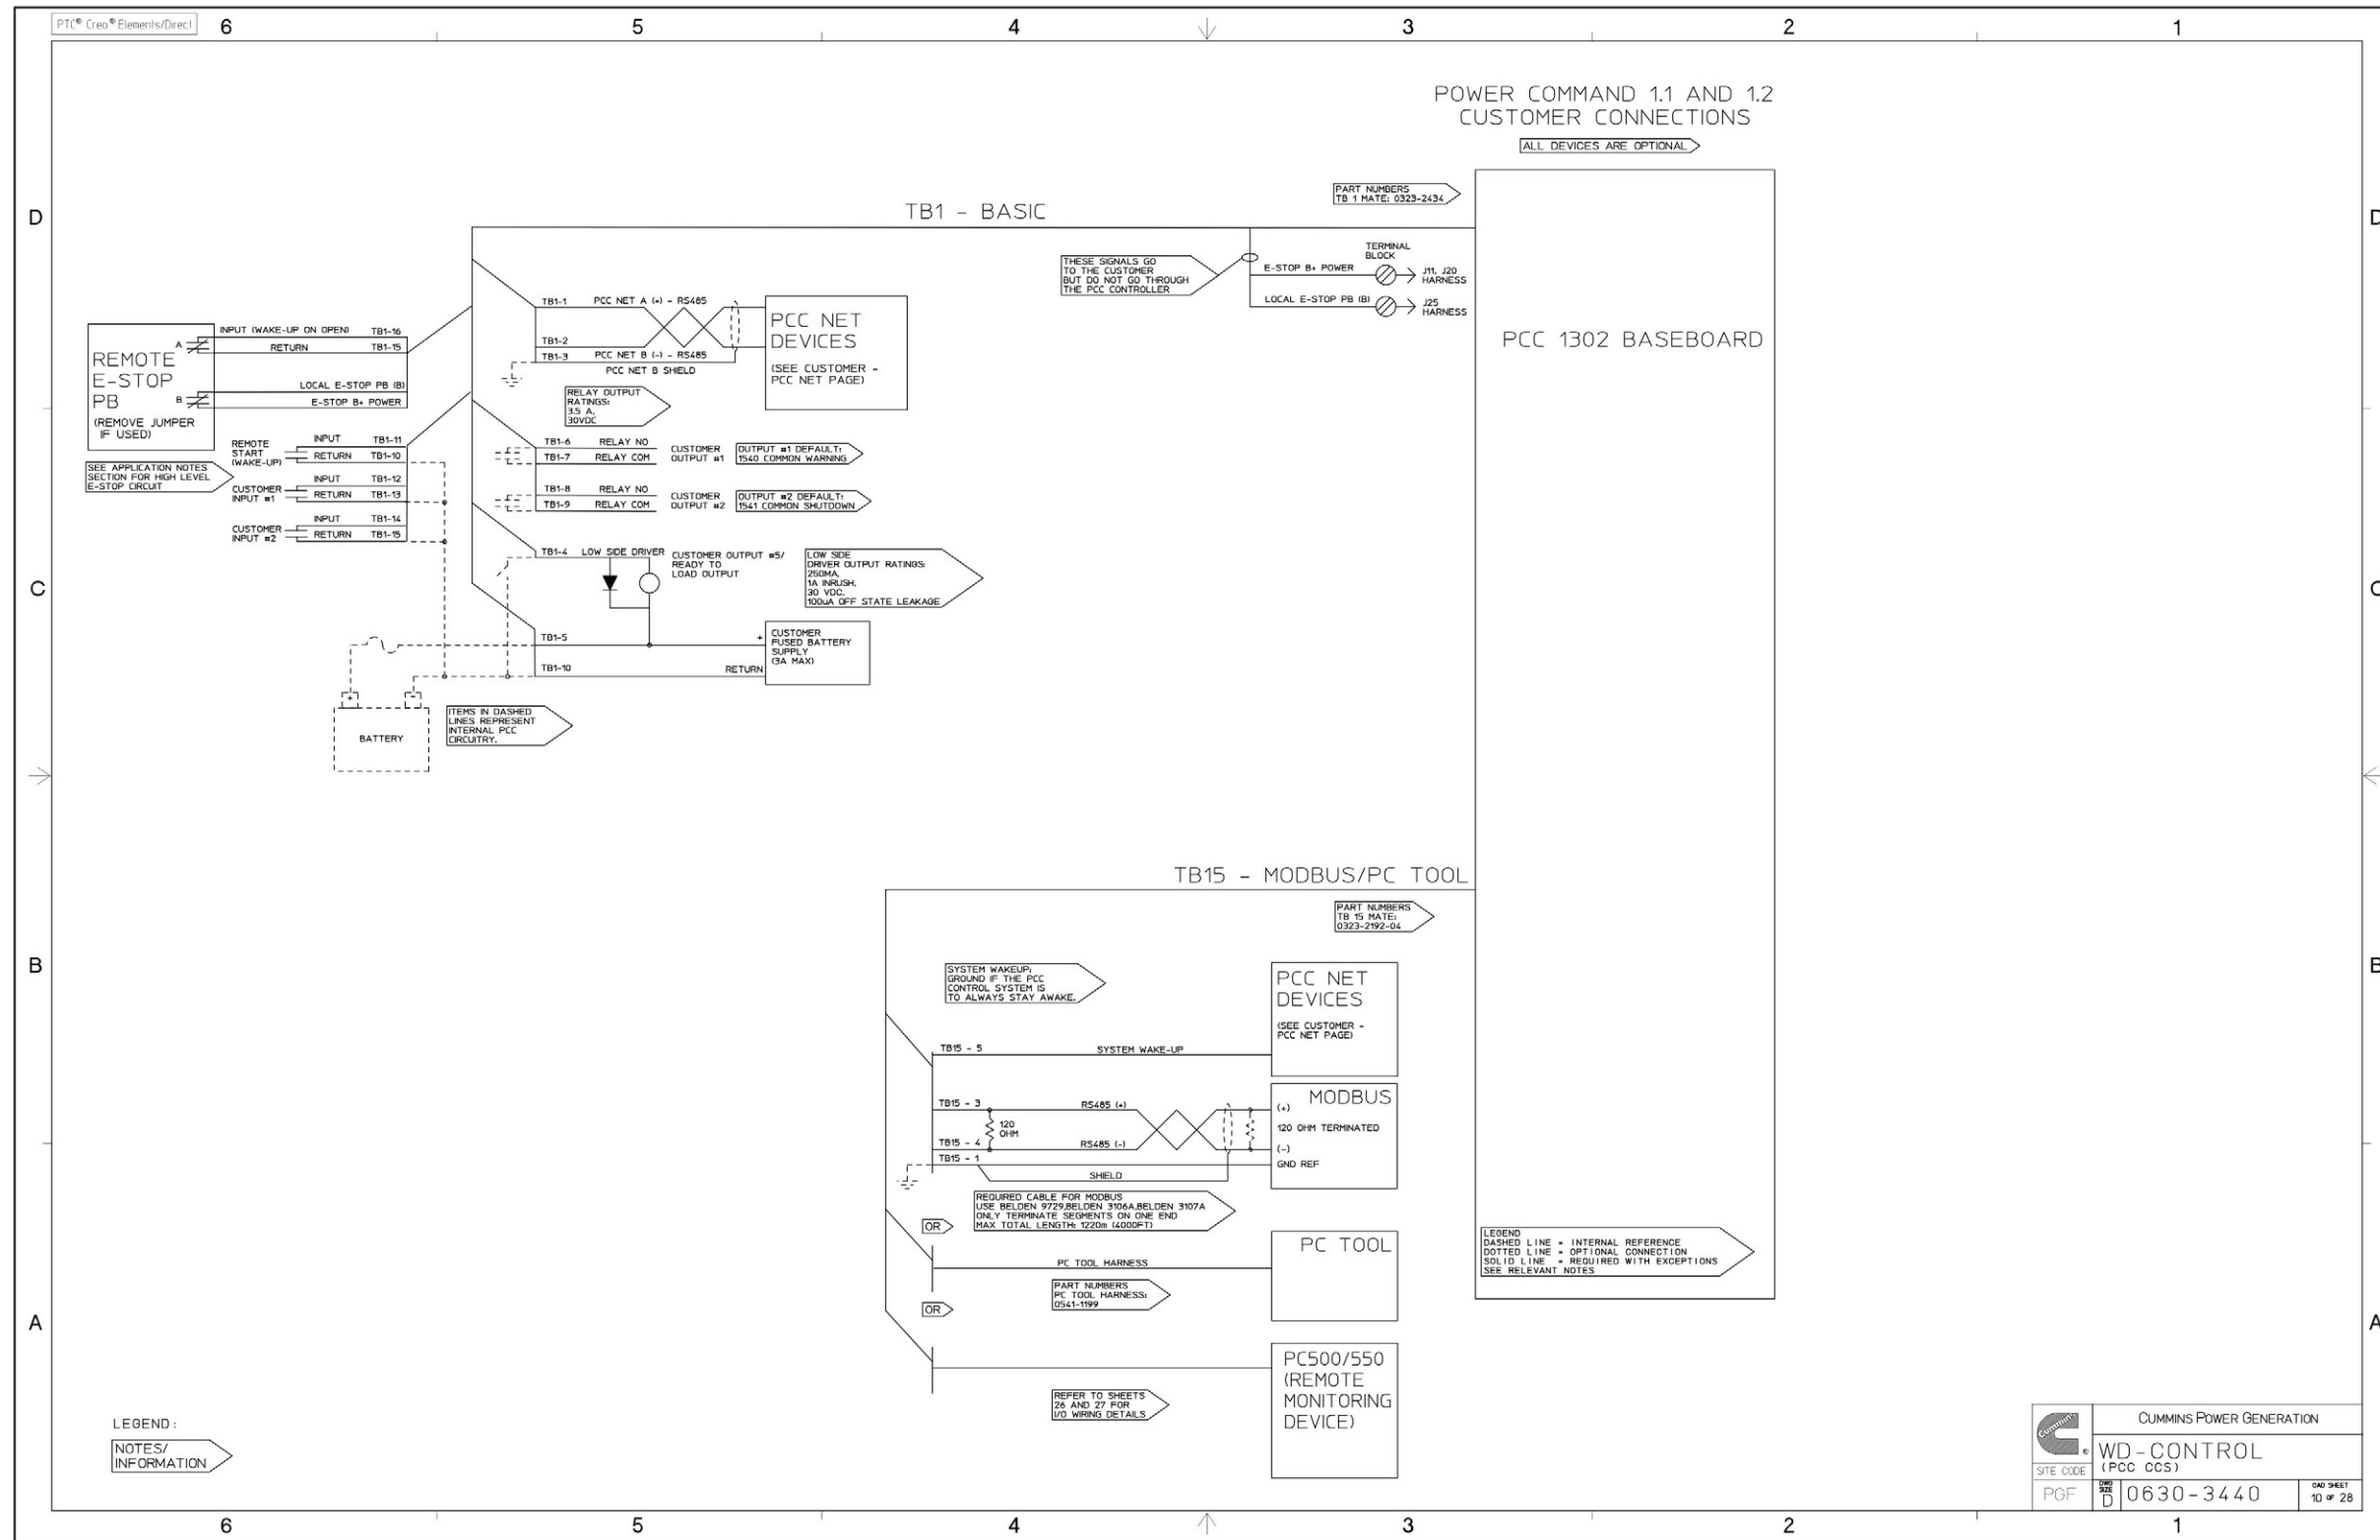 PTC® Creo® Elements/Direct
6
5
4
3
2
1
POWER COMMAND 1.1 AND 1.2
CUSTOMER CONNECTIONS
ALL DEVICES ARE OPTIONAL
D
D
PART NUMBERS
TB 1 MATE: 0323-2434
TB1 - BASIC
THESE SIGNALS GO
TO THE CUSTOMER
BUT DO NOT GO THROUGH
THE PCC CONTROLLER
TERMINAL
BLOCK
E-STOP B+ POWER
J11, J20
HARNESS
LOCAL E-STOP PB (B)
J25
HARNESS
PCC 1302 BASEBOARD
TB1-1
PCC NET A (+) - RS485
TB1-2
TB1-3
PCC NET B (-) - RS485
PCC NET B SHIELD
PCC NET
DEVICES
(SEE CUSTOMER -
PCC NET PAGE)
REMOTE
E-STOP
PB
(REMOVE JUMPER
IF USED)
A
B
INPUT (WAKE-UP ON OPEN)
TB1-16
RETURN
TB1-15
LOCAL E-STOP PB (B)
E-STOP B+ POWER
RELAY OUTPUT
RATINGS:
3.5 A,
30VDC
SEE APPLICATION NOTES
SECTION FOR HIGH LEVEL
E-STOP CIRCUIT
REMOTE
START
(WAKE-UP)
INPUT
TB1-11
RETURN
TB1-10
CUSTOMER
INPUT #1
INPUT
TB1-12
RETURN
TB1-13
CUSTOMER
INPUT #2
INPUT
TB1-14
RETURN
TB1-15
TB1-6
RELAY NO
TB1-7
RELAY COM
CUSTOMER
OUTPUT #1
OUTPUT #1 DEFAULT:
1540 COMMON WARNING
TB1-8
RELAY NO
TB1-9
RELAY COM
CUSTOMER
OUTPUT #2
OUTPUT #2 DEFAULT:
1541 COMMON SHUTDOWN
C
C
TB1-4
LOW SIDE DRIVER
CUSTOMER OUTPUT #5/
READY TO
LOAD OUTPUT
LOW SIDE
DRIVER OUTPUT RATINGS:
250MA,
1A INRUSH,
30 VDC,
100uA OFF STATE LEAKAGE
TB1-5
+
CUSTOMER
FUSED BATTERY
SUPPLY
(3A MAX)
TB1-10
RETURN
+
-
BATTERY
ITEMS IN DASHED
LINES REPRESENT
INTERNAL PCC
CIRCUITRY.
TB15 - MODBUS/PC TOOL
PART NUMBERS
TB 15 MATE:
0323-2192-04
B
B
SYSTEM WAKEUP:
GROUND IF THE PCC
CONTROL SYSTEM IS
TO ALWAYS STAY AWAKE.
PCC NET
DEVICES
(SEE CUSTOMER -
PCC NET PAGE)
TB15 - 5
SYSTEM WAKE-UP
TB15 - 3
RS485 (+)
120
OHM
TB15 - 4
RS485 (-)
TB15 - 1
SHIELD
MODBUS
(+)
120 OHM TERMINATED
(-)
GND REF
REQUIRED CABLE FOR MODBUS
USE BELDEN 9729,BELDEN 3106A,BELDEN 3107A
ONLY TERMINATE SEGMENTS ON ONE END
MAX TOTAL LENGTH: 1220m (4000FT)
OR
PC TOOL HARNESS
PC TOOL
PART NUMBERS
PC TOOL HARNESS:
0541-1199
OR
LEGEND
DASHED LINE = INTERNAL REFERENCE
DOTTED LINE = OPTIONAL CONNECTION
SOLID LINE = REQUIRED WITH EXCEPTIONS
SEE RELEVANT NOTES
A
A
PC500/550
(REMOTE
MONITORING
DEVICE)
REFER TO SHEETS
26 AND 27 FOR
I/O WIRING DETAILS
LEGEND:
NOTES/
INFORMATION
Cummins
®
CUMMINS POWER GENERATION
WD-CONTROL
(PCC CCS)
SITE CODE
PGF
DWG
SIZE
D
0630-3440
CAD SHEET
10 OF 28
6
5
4
3
2
1